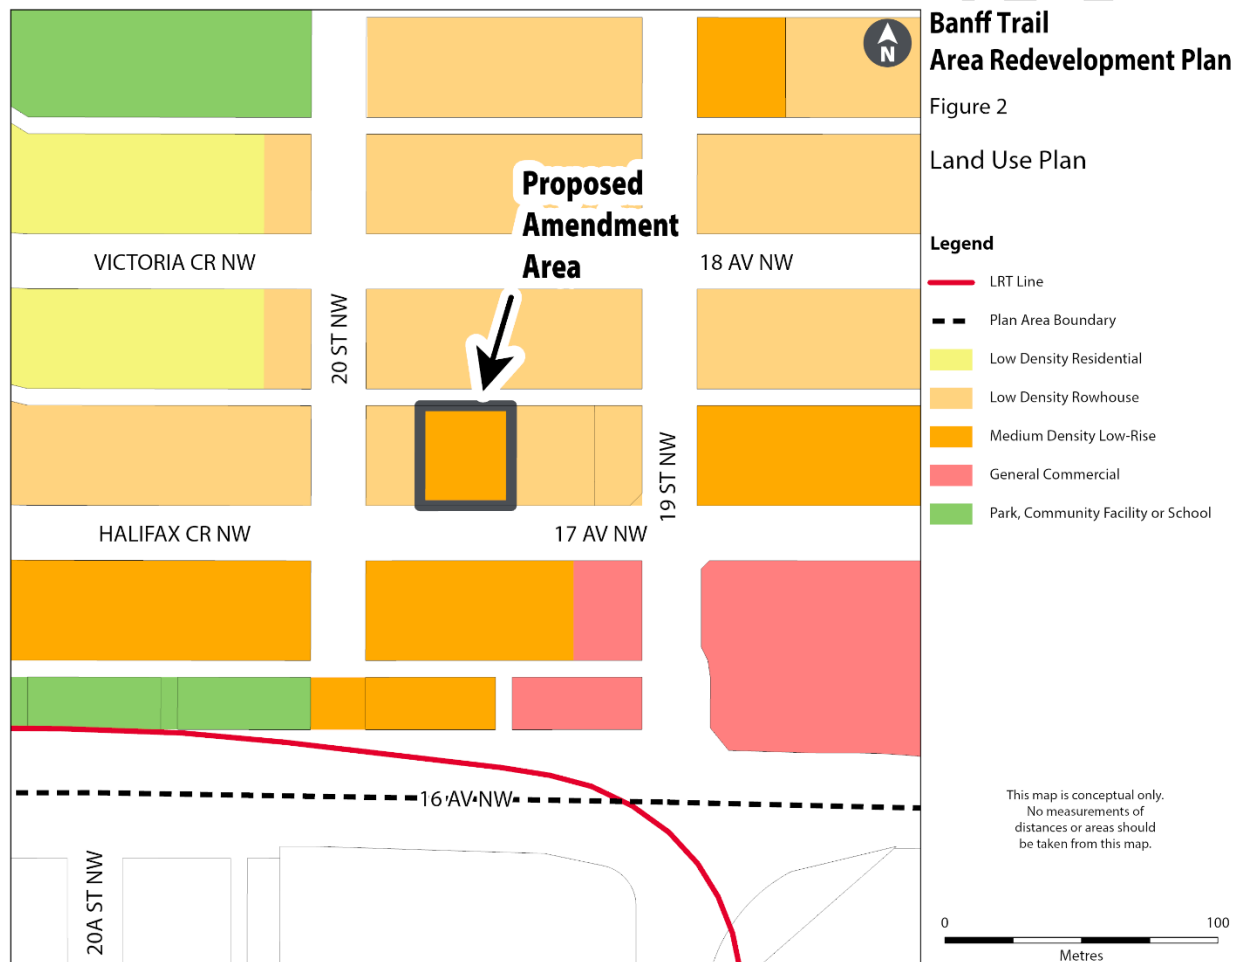 Banff Trail
Area Redevelopment Plan
Figure 2
Land Use Plan
N
Proposed
Amendment
Area
VICTORIA CR NW
18 AV NW
20 ST NW
19 ST NW
HALIFAX CR NW
17 AV NW
16 AV NW
20A ST NW
Legend
LRT Line
Plan Area Boundary
Low Density Residential
Low Density Rowhouse
Medium Density Low-Rise
General Commercial
Park, Community Facility or School
This map is conceptual only.
No measurements of
distances or areas should
be taken from this map.
0 100
Metres